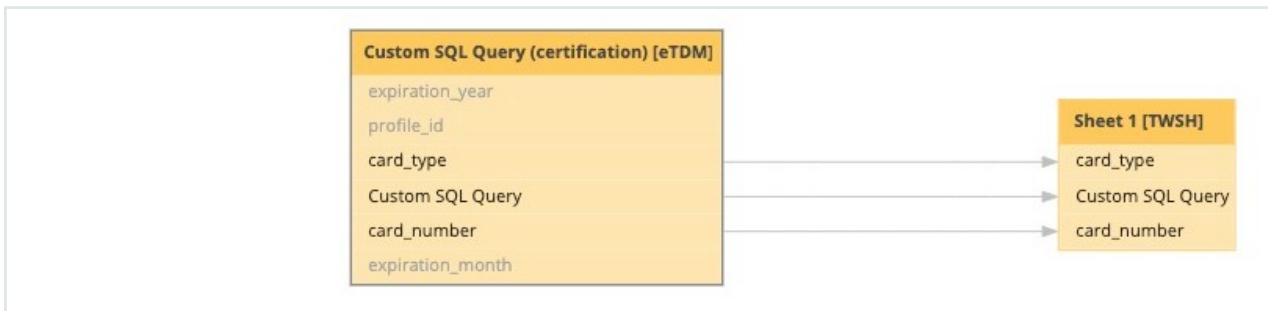 Custom SQL Query (certification) [eTDM]
expiration_year
profile_id
card_type
Custom SQL Query
card_number
expiration_month
Sheet 1 [TWSH]
card_type
Custom SQL Query
card_number